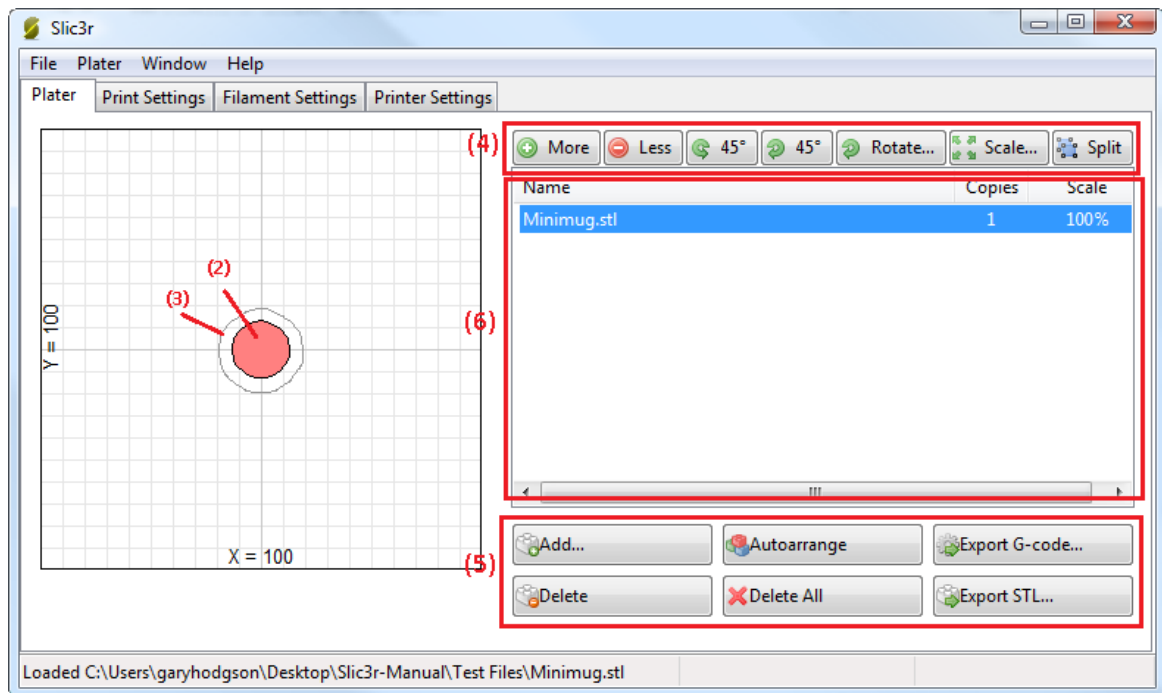 Slic3r
File Plater Window Help
Plater Print Settings Filament Settings Printer Settings
(4) More Less 45° 45° Rotate... Scale... Split
Name Copies Scale
Minimug.stl 1 100%
(2)
(3)
(6)
Y = 100
X = 100
(5)
Add... Autoarrange Export G-code...
Delete Delete All Export STL...
Loaded C:\Users\garyhodgson\Desktop\Slic3r-Manual\Test Files\Minimug.stl